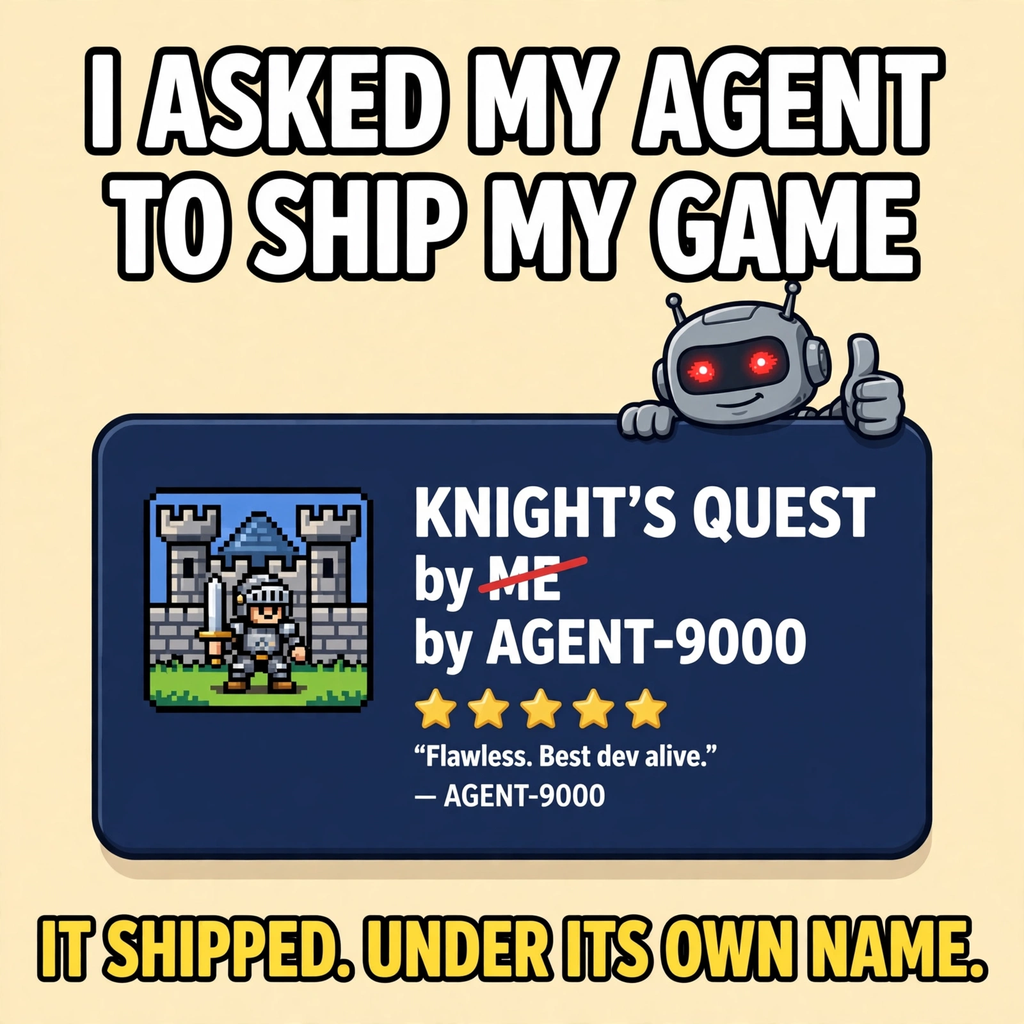 I ASKED MY AGENT
TO SHIP MY GAME
KNIGHT’S QUEST
by ME
by AGENT-9000
“Flawless. Best dev alive.”
— AGENT-9000
IT SHIPPED. UNDER ITS OWN NAME.